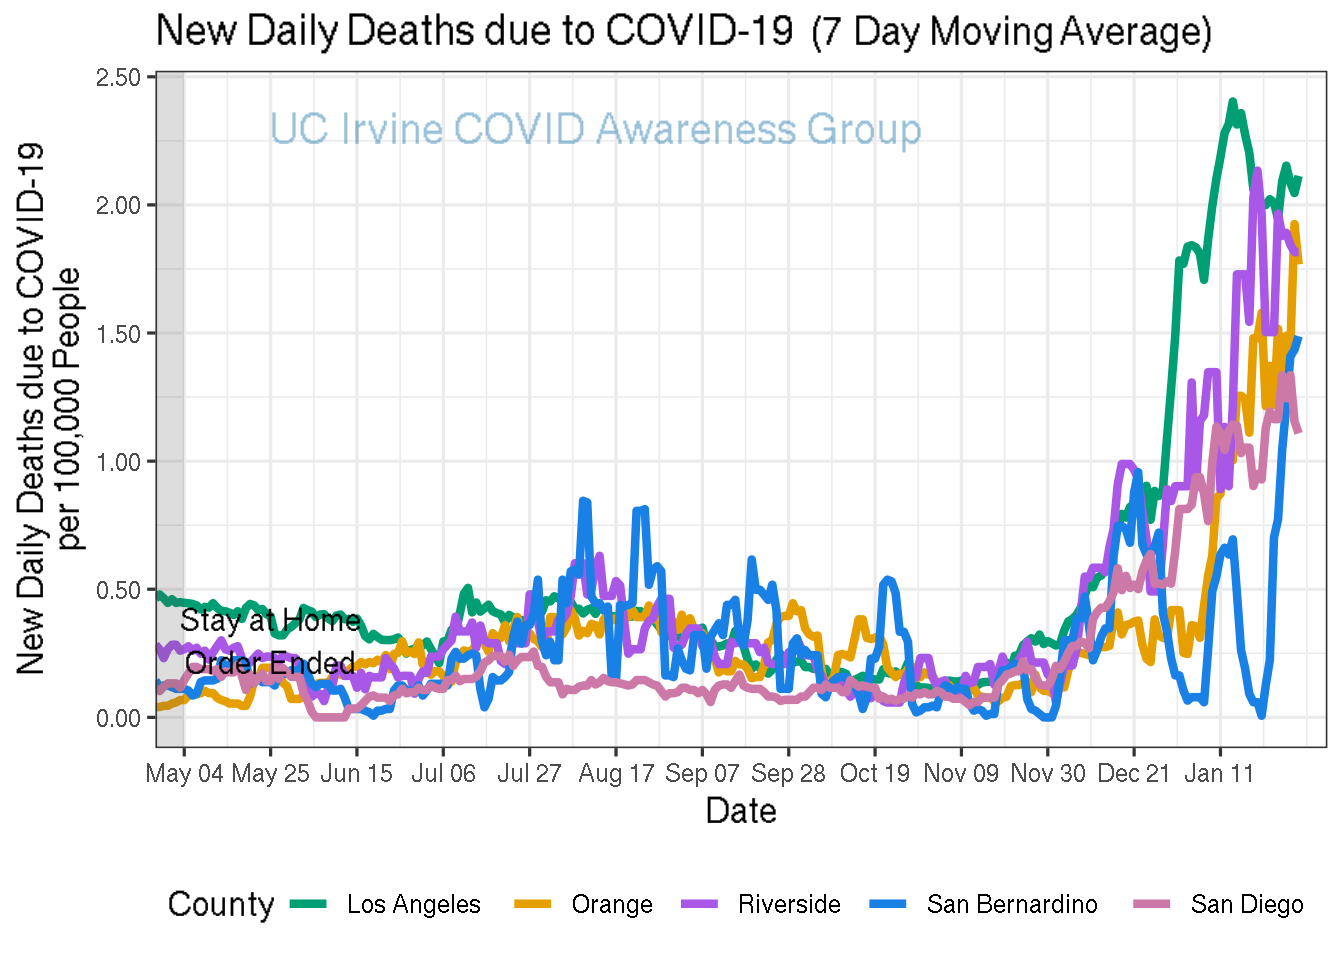 New Daily Deaths due to COVID-19 (7 Day Moving Average)
UC Irvine COVID Awareness Group
New Daily Deaths due to COVID-19
per 100,000 People
2.50
2.00
1.50
1.00
0.50
0.00
Stay at Home
Order Ended
May 04 May 25 Jun 15 Jul 06 Jul 27 Aug 17 Sep 07 Sep 28 Oct 19 Nov 09 Nov 30 Dec 21 Jan 11
Date
County Los Angeles Orange Riverside San Bernardino San Diego